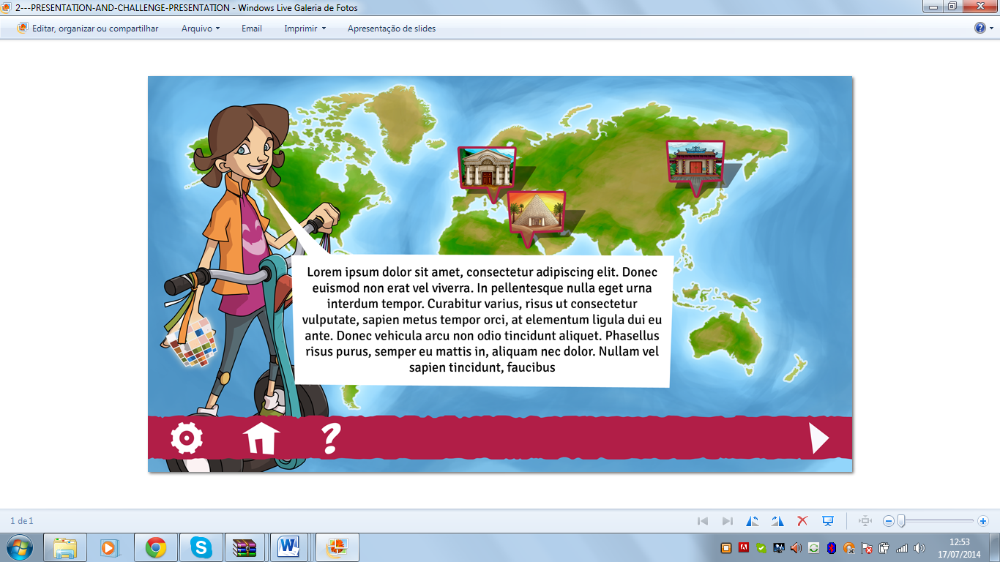 2---PRESENTATION-AND-CHALLENGE-PRESENTATION - Windows Live Galeria de Fotos
Editar, organizar ou compartilhar Arquivo Email Imprimir Apresentação de slides
Lorem ipsum dolor sit amet, consectetur adipiscing elit. Donec
euismod non erat vel viverra. In pellentesque nulla eget urna
interdum tempor. Curabitur varius, risus ut consectetur
vulputate, sapien metus tempor orci, at elementum ligula dui eu
ante. Donec vehicula arcu non odio tincidunt aliquet. Phasellus
risus purus, semper eu mattis in, aliquam nec dolor. Nullam vel
sapien tincidunt, faucibus
?
1 de 1
12:53
17/07/2014